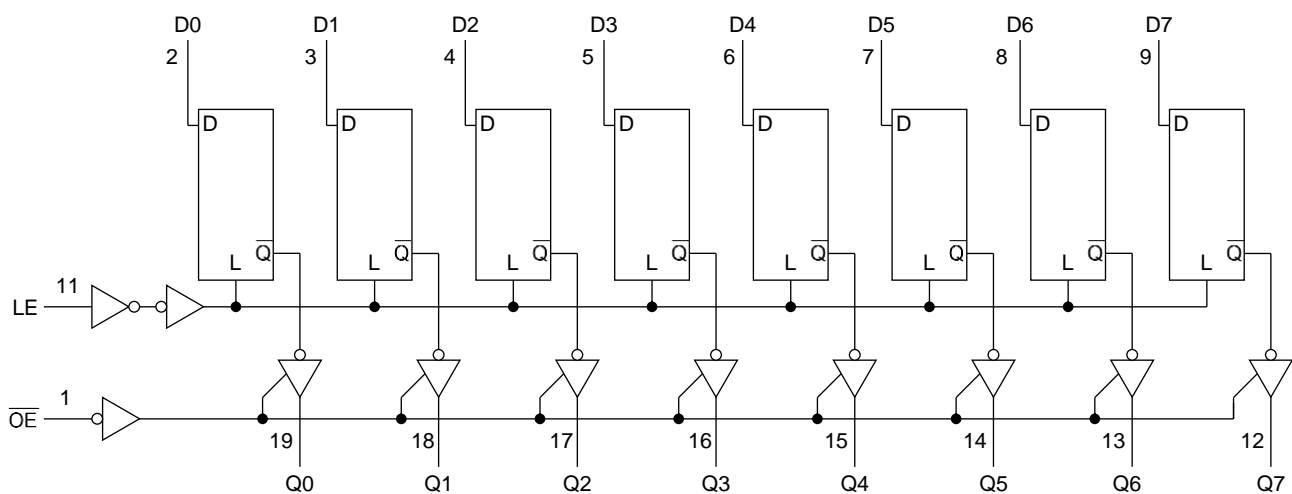 D0 D1 D2 D3 D4 D5 D6 D7
2 3 4 5 6 7 8 9
D D D D D D D D
Q̅ Q̅ Q̅ Q̅ Q̅ Q̅ Q̅ Q̅
L L L L L L L L
11
LE
1
O̅E̅
19 18 17 16 15 14 13 12
Q0 Q1 Q2 Q3 Q4 Q5 Q6 Q7